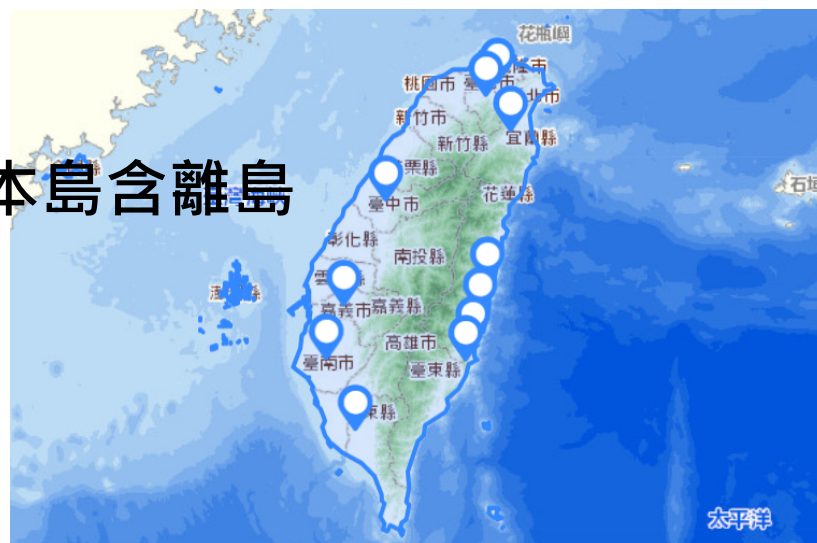 花瓶嶼
桃園市
新竹市
新竹縣
宜蘭縣
本島含離島
臺中市
花蓮縣
彰化縣
南投縣
嘉義市
嘉義縣
高雄市
臺南市
臺東縣
太平洋